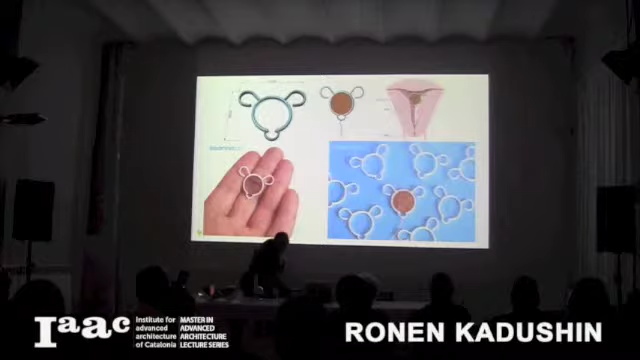 Iaac
Institute for
advanced
architecture
of Catalonia
MASTER IN
ADVANCED
ARCHITECTURE
LECTURE SERIES
RONEN KADUSHIN